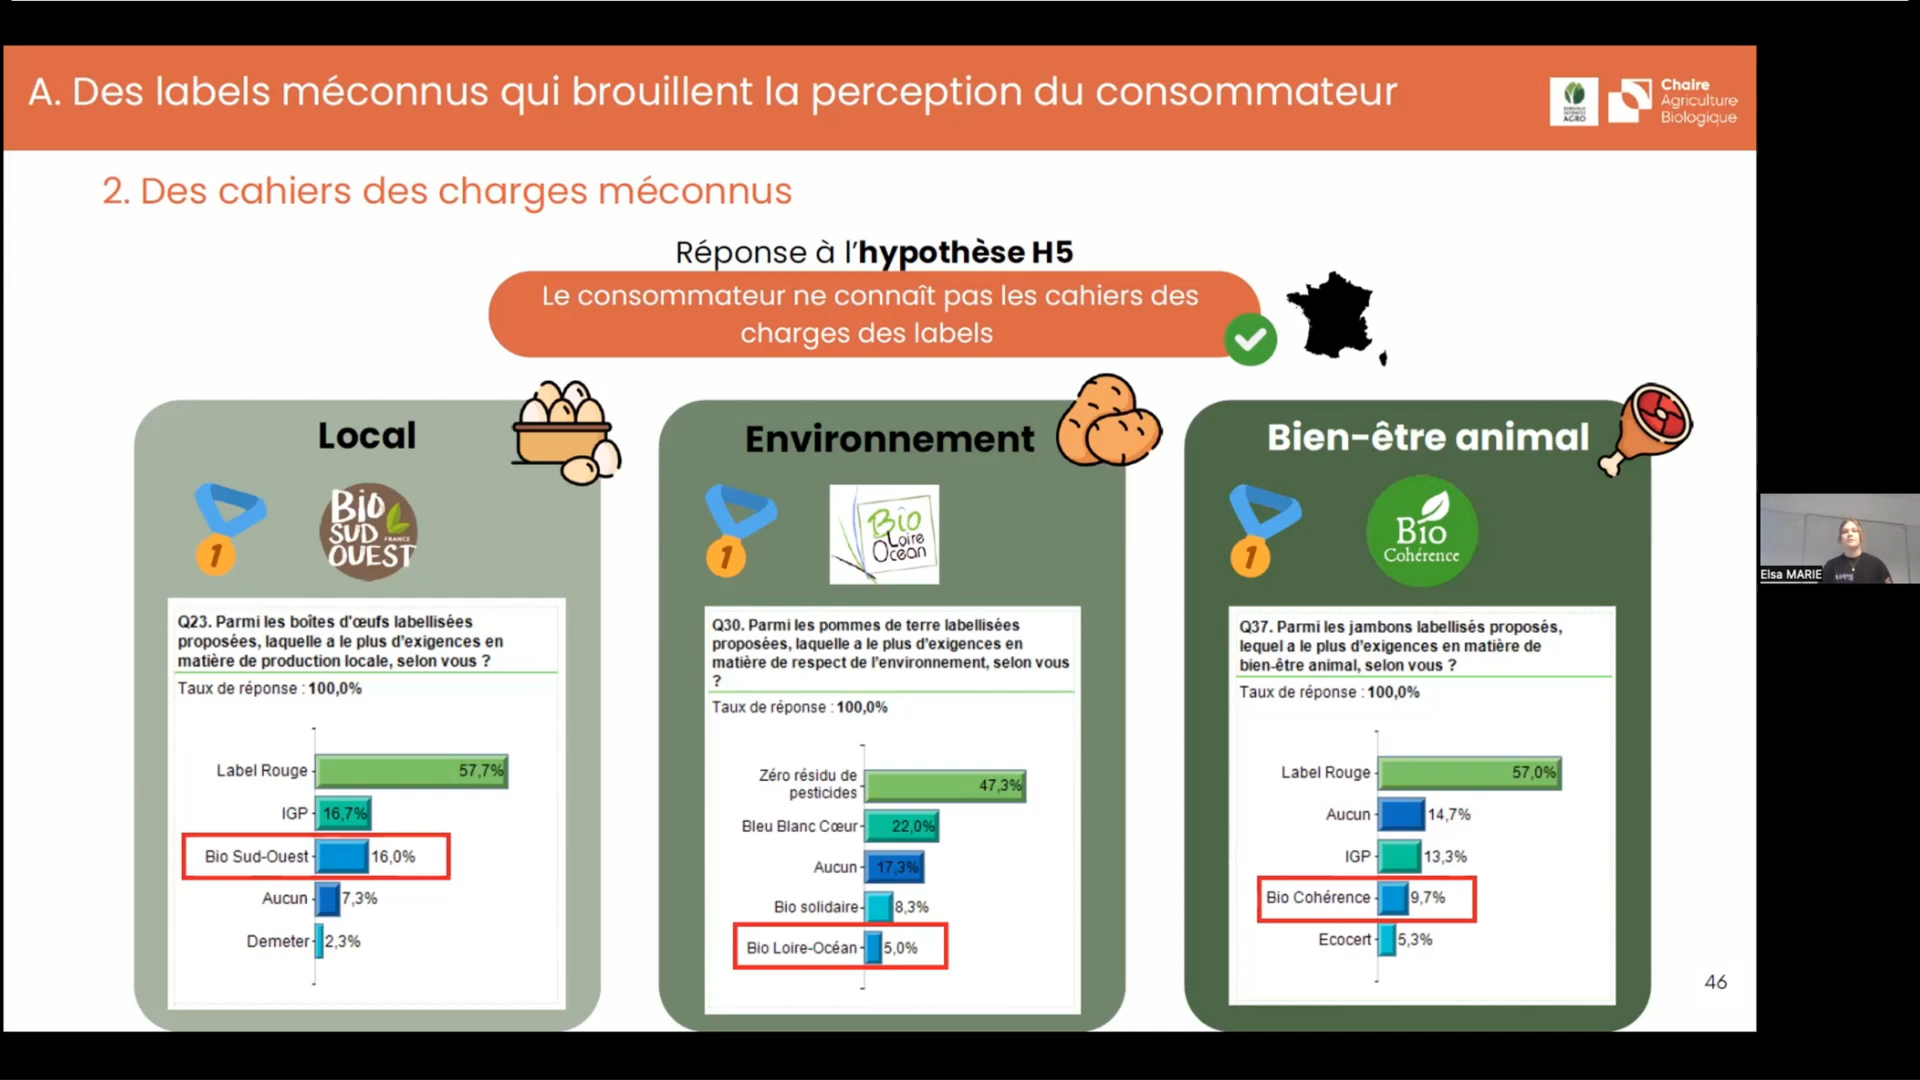 A. Des labels méconnus qui brouillent la perception du consommateur
AGRO
Chaire
Agriculture
Biologique
2. Des cahiers des charges méconnus
Réponse à l'hypothèse H5
Le consommateur ne connaît pas les cahiers des
charges des labels
Local
1
BiO
SUD
FRANCE
OUEST
Q23. Parmi les boîtes d'œufs labellisées
proposées, laquelle a le plus d'exigences en
matière de production locale, selon vous ?
Taux de réponse : 100,0%
Label Rouge 57,7%
IGP 16,7%
Bio Sud-Ouest 16,0%
Aucun 7,3%
Demeter 2,3%
Environnement
1
Bio
Loire
Océan
Q30. Parmi les pommes de terre labellisées
proposées, laquelle a le plus d'exigences en
matière de respect de l'environnement, selon vous
?
Taux de réponse : 100,0%
Zéro résidu de
pesticides 47,3%
Bleu Blanc Cœur 22,0%
Aucun 17,3%
Bio solidaire 8,3%
Bio Loire-Océan 5,0%
Bien-être animal
1
Bio
Cohérence
Q37. Parmi les jambons labellisés proposés,
lequel a le plus d'exigences en matière de
bien-être animal, selon vous ?
Taux de réponse : 100,0%
Label Rouge 57,0%
Aucun 14,7%
IGP 13,3%
Bio Cohérence 9,7%
Ecocert 5,3%
46
Elsa MARIE